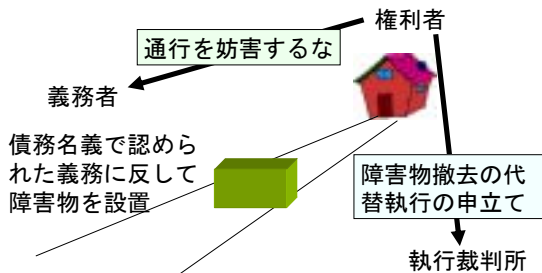 権利者
通行を妨害するな
義務者
債務名義で認めら
れた義務に反して
障害物を設置
障害物撤去の代
替執行の申立て
執行裁判所